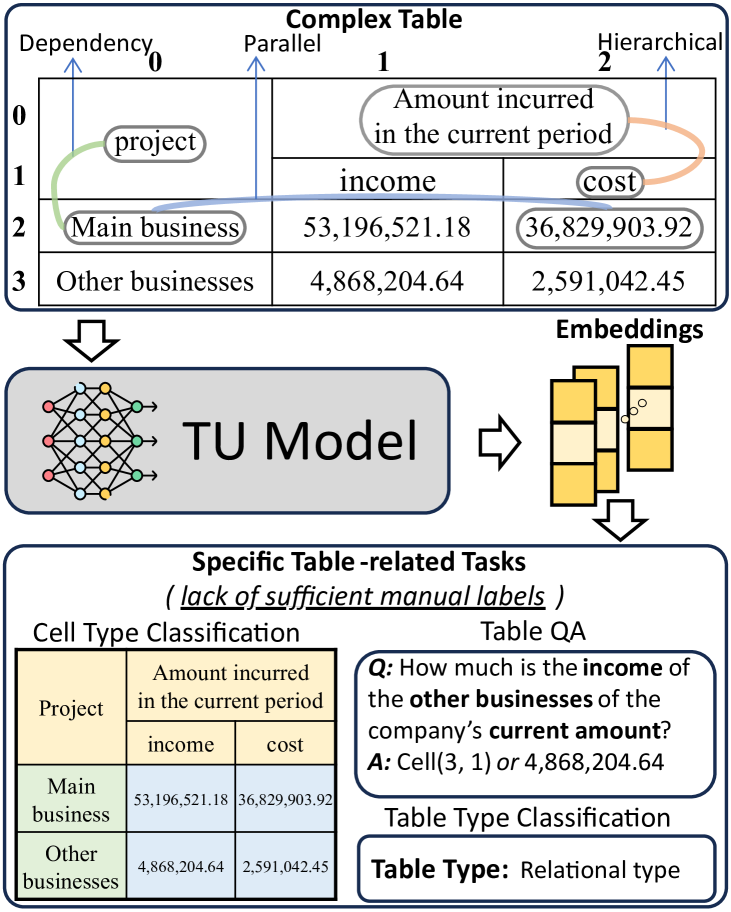 Complex Table
Dependency
Parallel
Hierarchical
0
1
2
0
Amount incurred
in the current period
project
1
income
cost
2
Main business
53,196,521.18
36,829,903.92
3
Other businesses
4,868,204.64
2,591,042.45
Embeddings
TU Model
Specific Table-related Tasks
( lack of sufficient manual labels )
Cell Type Classification
Project
Amount incurred
in the current period
income
cost
Main
business
53,196,521.18
36,829,903.92
Other
businesses
4,868,204.64
2,591,042.45
Table QA
Q: How much is the income of
the other businesses of the
company's current amount?
A: Cell(3, 1) or 4,868,204.64
Table Type Classification
Table Type: Relational type